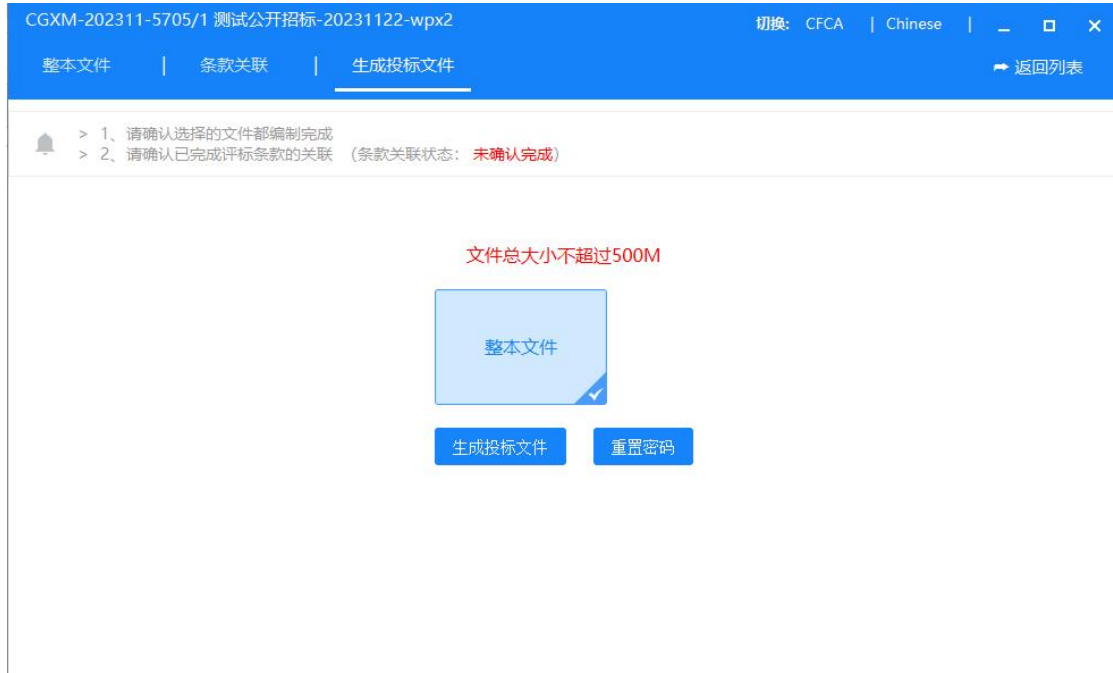 CGXM-202311-5705/1 测试公开招标-20231122-wpx2 切换: CFCA | Chinese |
整本文件 | 条款关联 | 生成投标文件 返回列表
> 1、请确认选择的文件都编制完成
> 2、请确认已完成评标条款的关联 (条款关联状态: 未确认完成)
文件总大小不超过500M
整本文件
生成投标文件 重置密码